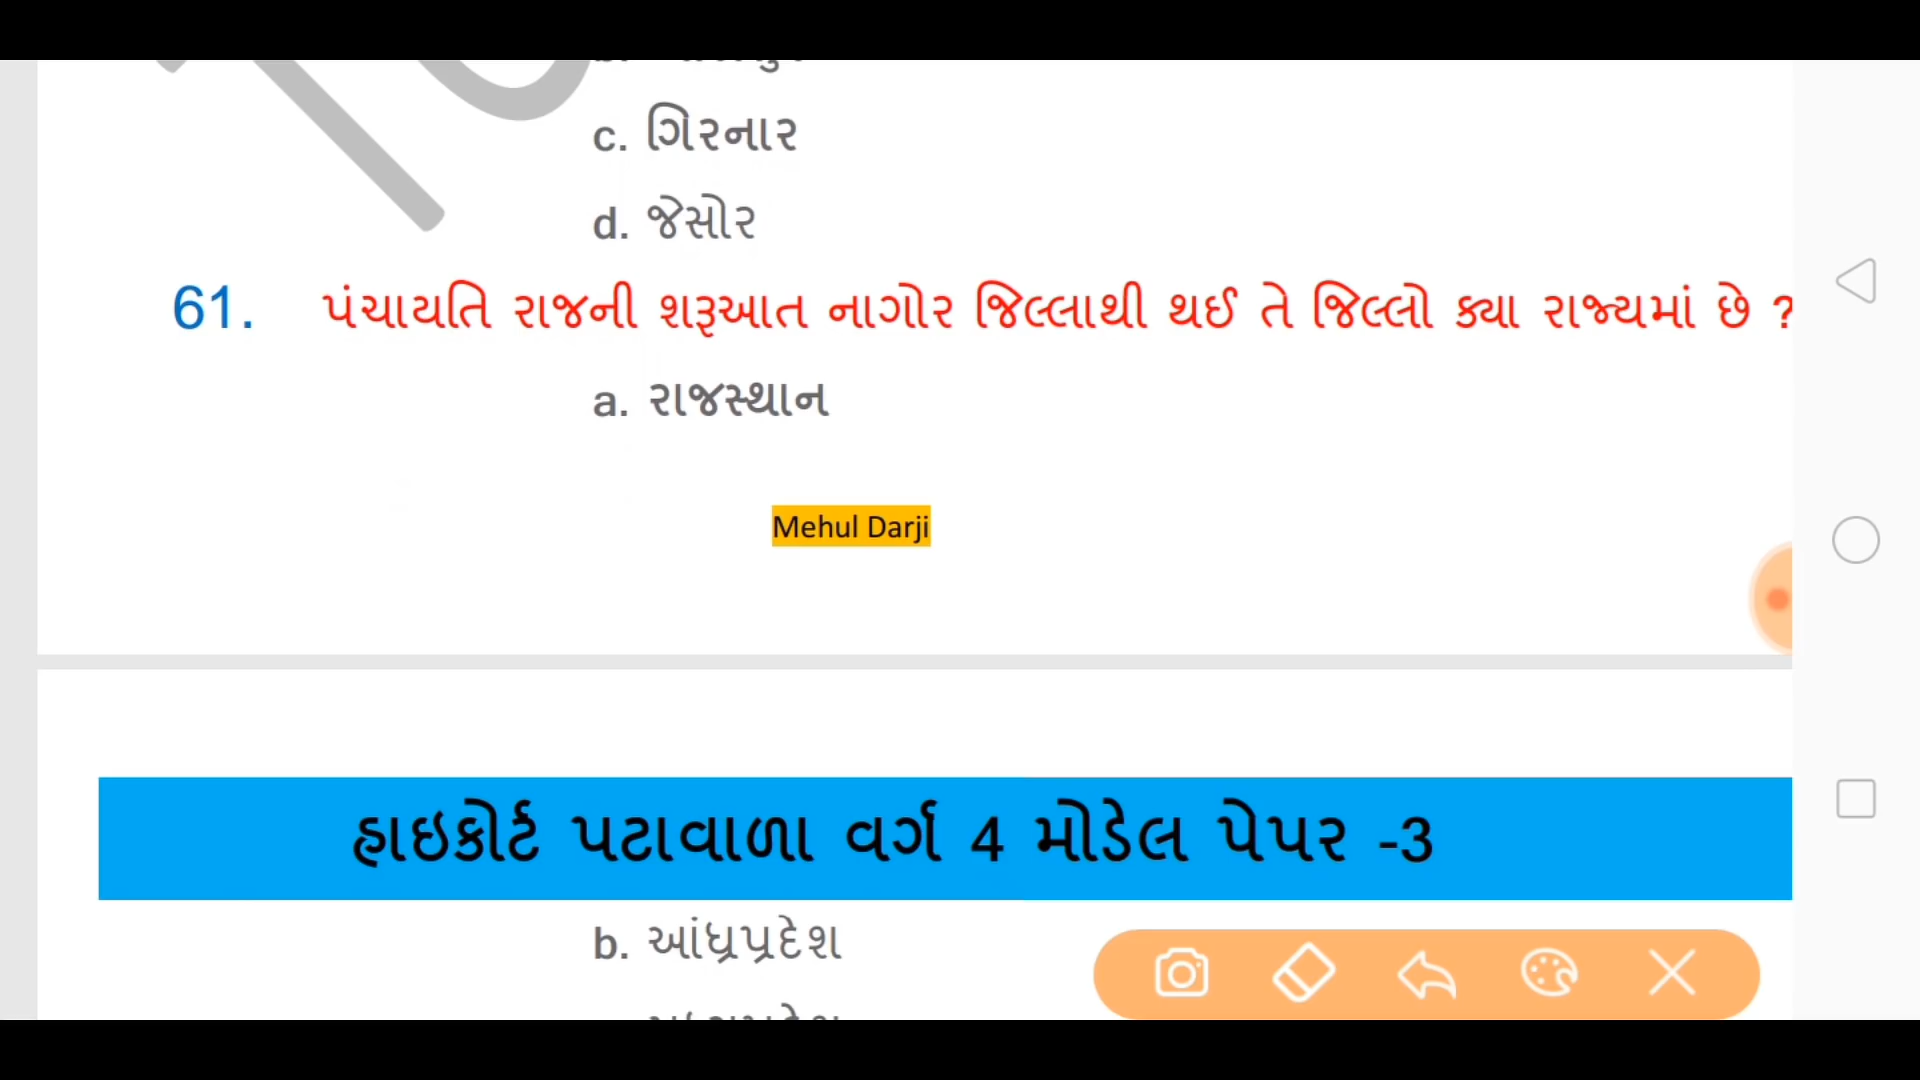 c. ગિરનાર
d. જેસોર
61. પંચાયતિ રાજની શરૂઆત નાગોર જિલ્લાથી થઈ તે જિલ્લો ક્યા રાજ્યમાં છે ?
a. રાજસ્થાન
Mehul Darji
હાઇકોર્ટ પટાવાળા વર્ગ 4 મોડેલ પેપર -3
b. આંધ્રપ્રદેશ